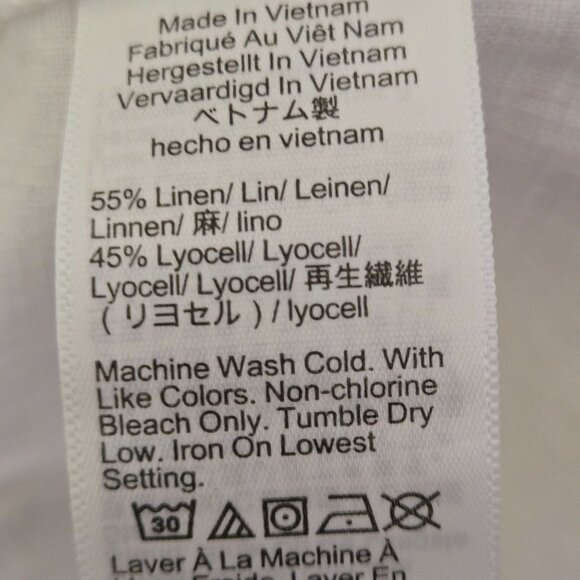 Made In Vietnam
Fabriqué Au Viêt Nam
Hergestellt In Vietnam
Vervaardigd In Vietnam
ベトナム製
hecho en vietnam
55% Linen/ Lin/ Leinen/
Linnen/ 麻/ lino
45% Lyocell/ Lyocell/
Lyocell/ Lyocell/ 再生繊維
(リヨセル) / lyocell
Machine Wash Cold. With
Like Colors. Non-chlorine
Bleach Only. Tumble Dry
Low. Iron On Lowest
Setting.
30
Laver À La Machine À
Laver En